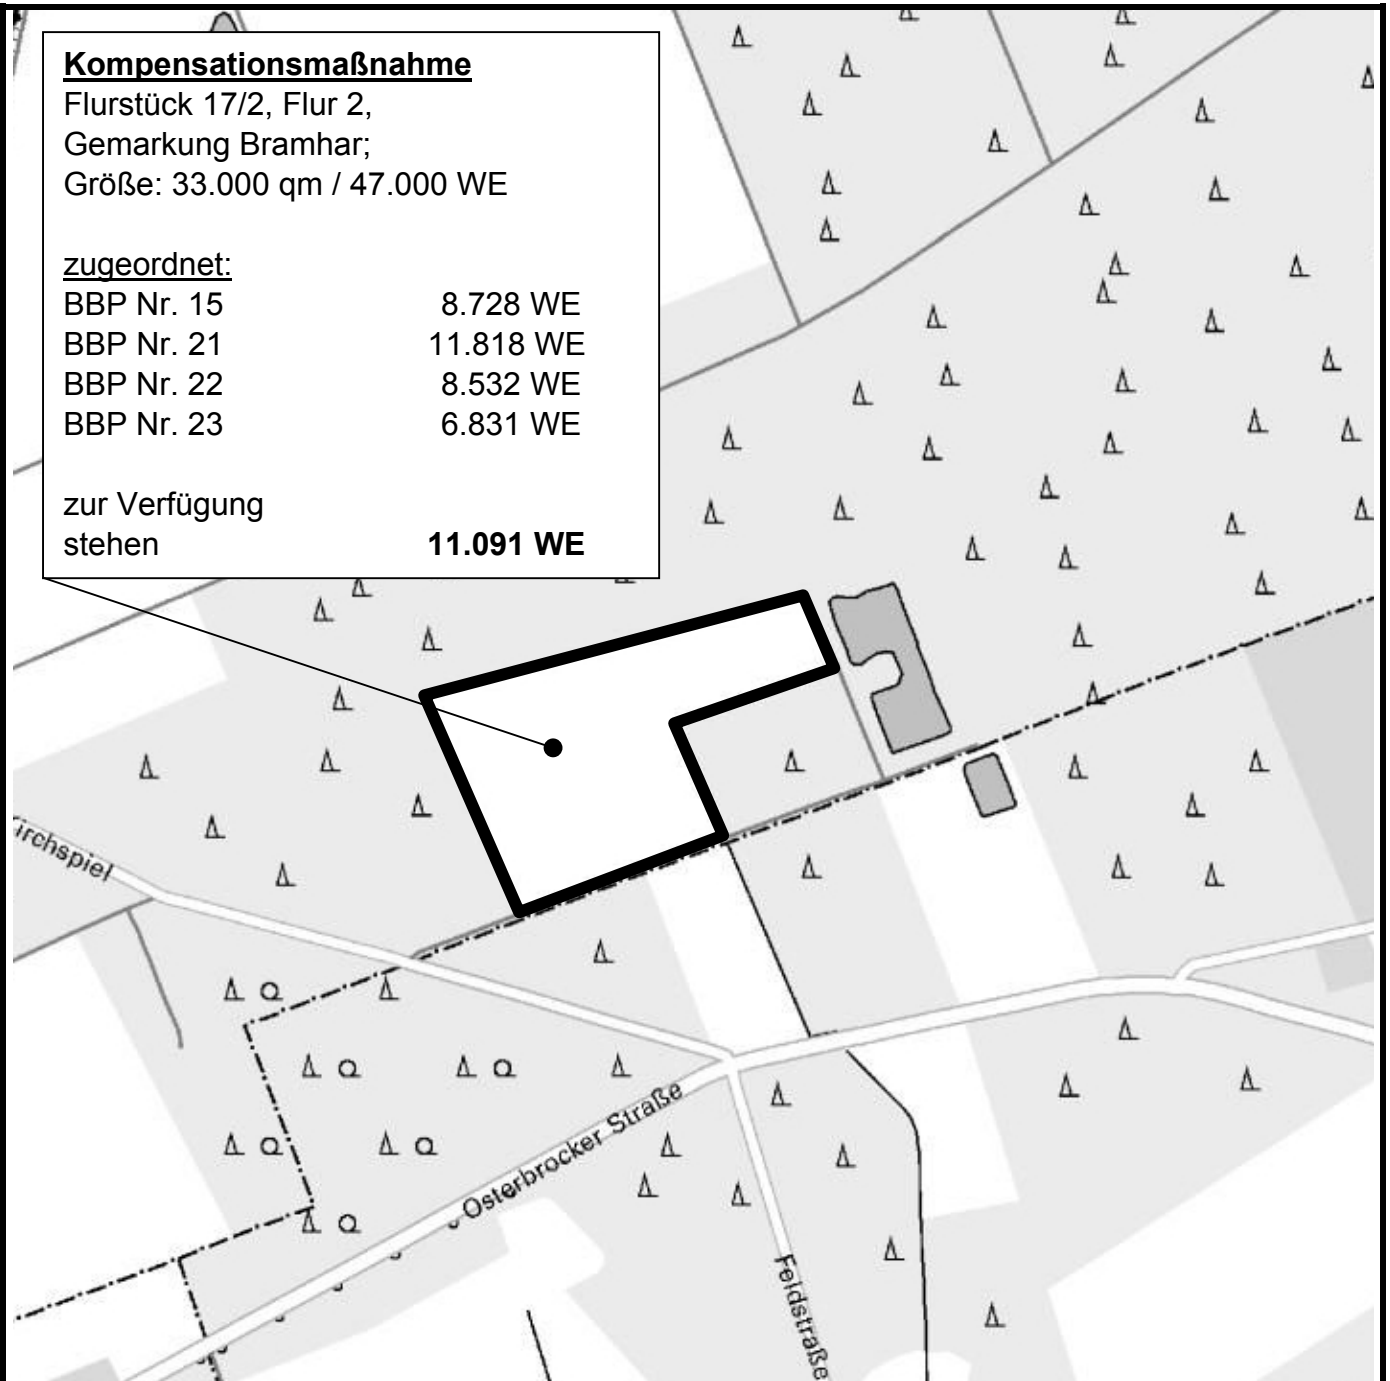 Kompensationsmaßnahme
Flurstück 17/2, Flur 2,
Gemarkung Bramhar;
Größe: 33.000 qm / 47.000 WE
zugeordnet:
BBP Nr. 15 8.728 WE
BBP Nr. 21 11.818 WE
BBP Nr. 22 8.532 WE
BBP Nr. 23 6.831 WE
zur Verfügung
stehen 11.091 WE
irchspiel
Osterbrocker Straße
Feldstraße